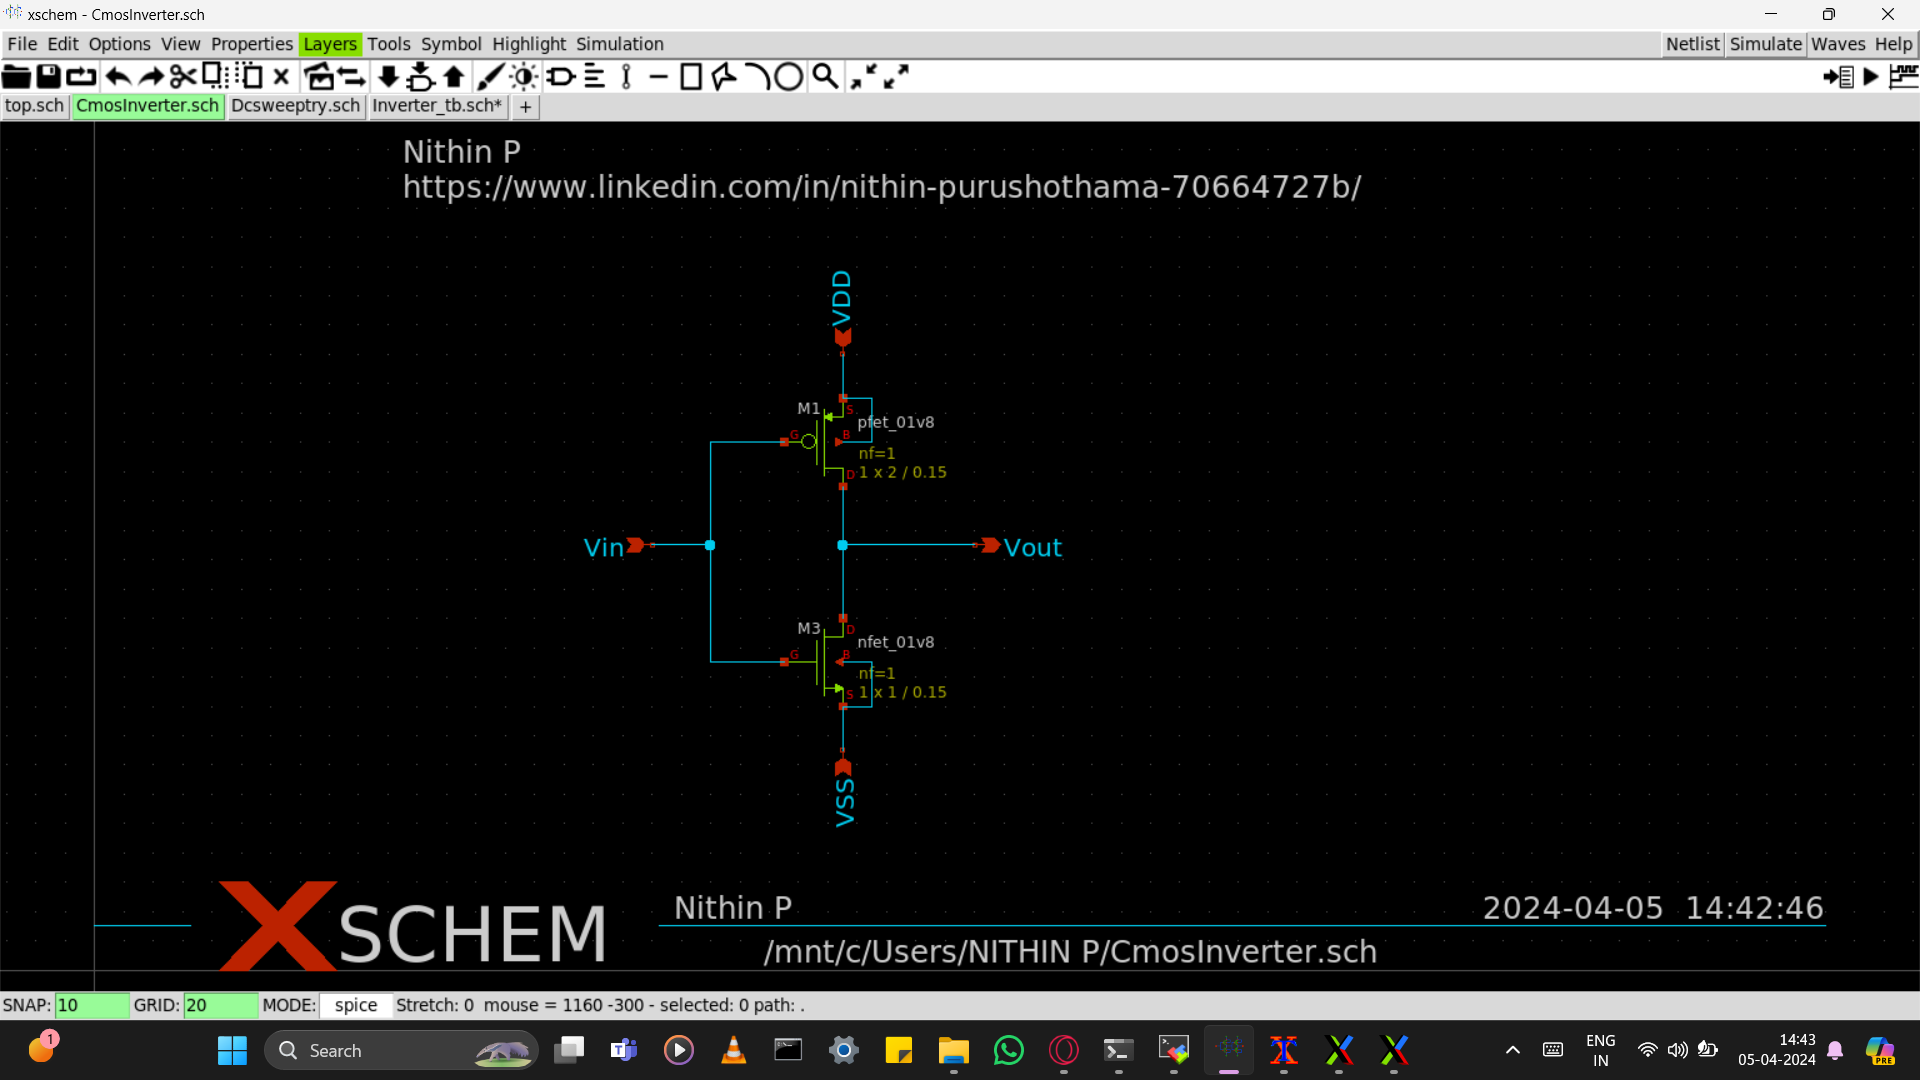 xschem - CmosInverter.sch
File Edit Options View Properties Layers Tools Symbol Highlight Simulation Netlist Simulate Waves Help
top.sch CmosInverter.sch Dcsweeptry.sch Inverter_tb.sch* +
Nithin P
https://www.linkedin.com/in/nithin-purushothama-70664727b/
VDD
M1 S
pfet_01v8
G B
nf=1
D 1 x 2 / 0.15
Vin Vout
M3 D
nfet_01v8
G B
nf=1
S 1 x 1 / 0.15
VSS
XSCHEM
Nithin P 2024-04-05 14:42:46
/mnt/c/Users/NITHIN P/CmosInverter.sch
SNAP: 10 GRID: 20 MODE: spice Stretch: 0 mouse = 1160 -300 - selected: 0 path: .
1
Search
ENG
IN
14:43
05-04-2024
PRE